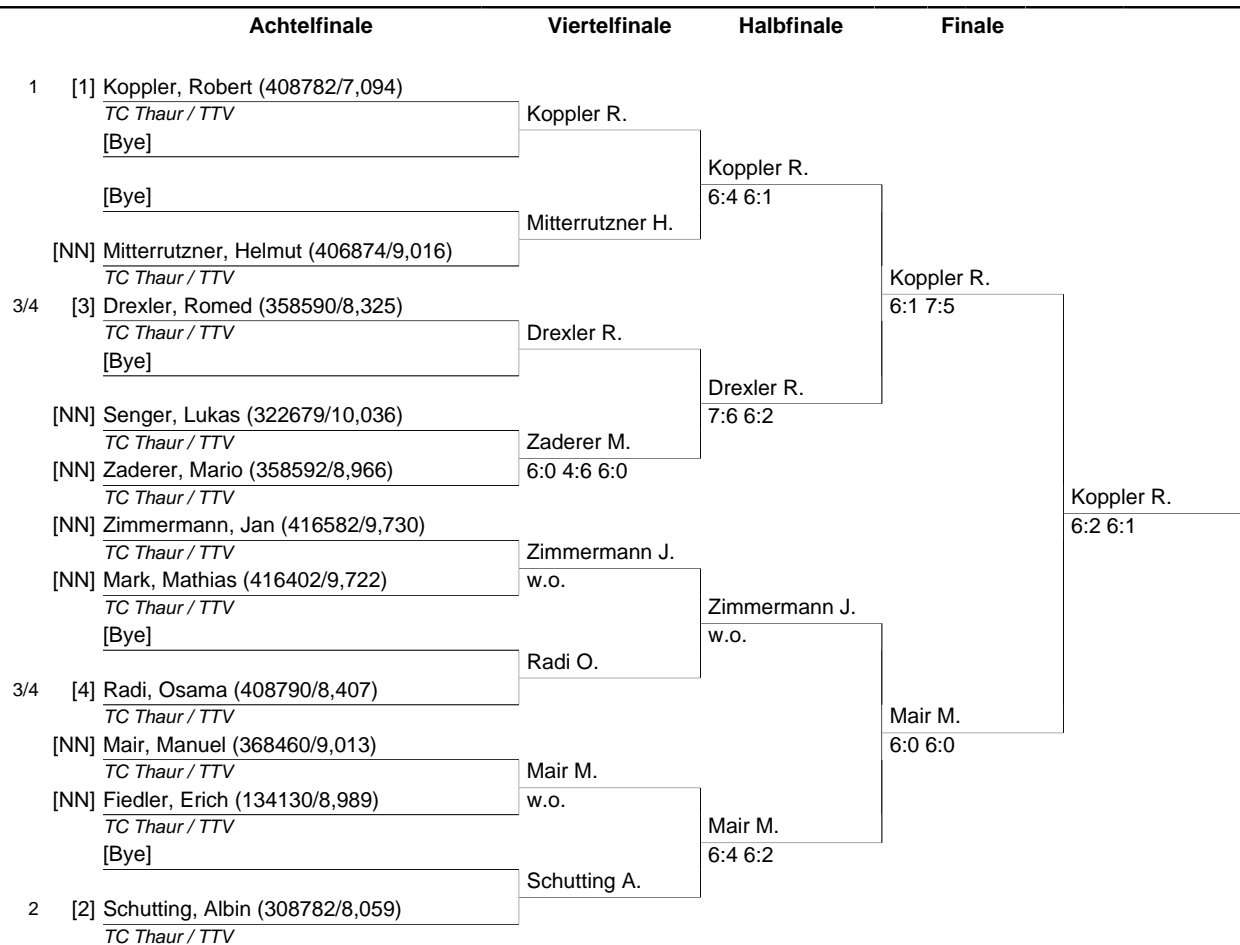 Achtelfinale Viertelfinale Halbfinale Finale
1 [1] Koppler, Robert (408782/7,094)
TC Thaur / TTV Koppler R.
[Bye]
Koppler R.
[Bye] 6:4 6:1
Mitterrutzner H.
[NN] Mitterrutzner, Helmut (406874/9,016)
TC Thaur / TTV Koppler R.
3/4 [3] Drexler, Romed (358590/8,325) 6:1 7:5
TC Thaur / TTV Drexler R.
[Bye]
Drexler R.
[NN] Senger, Lukas (322679/10,036) 7:6 6:2
TC Thaur / TTV Zaderer M.
[NN] Zaderer, Mario (358592/8,966) 6:0 4:6 6:0
TC Thaur / TTV Koppler R.
[NN] Zimmermann, Jan (416582/9,730) 6:2 6:1
TC Thaur / TTV Zimmermann J.
[NN] Mark, Mathias (416402/9,722) w.o.
TC Thaur / TTV Zimmermann J.
[Bye] w.o.
Radi O.
3/4 [4] Radi, Osama (408790/8,407)
TC Thaur / TTV Mair M.
[NN] Mair, Manuel (368460/9,013) 6:0 6:0
TC Thaur / TTV Mair M.
[NN] Fiedler, Erich (134130/8,989) w.o.
TC Thaur / TTV Mair M.
[Bye] 6:4 6:2
Schutting A.
2 [2] Schutting, Albin (308782/8,059)
TC Thaur / TTV